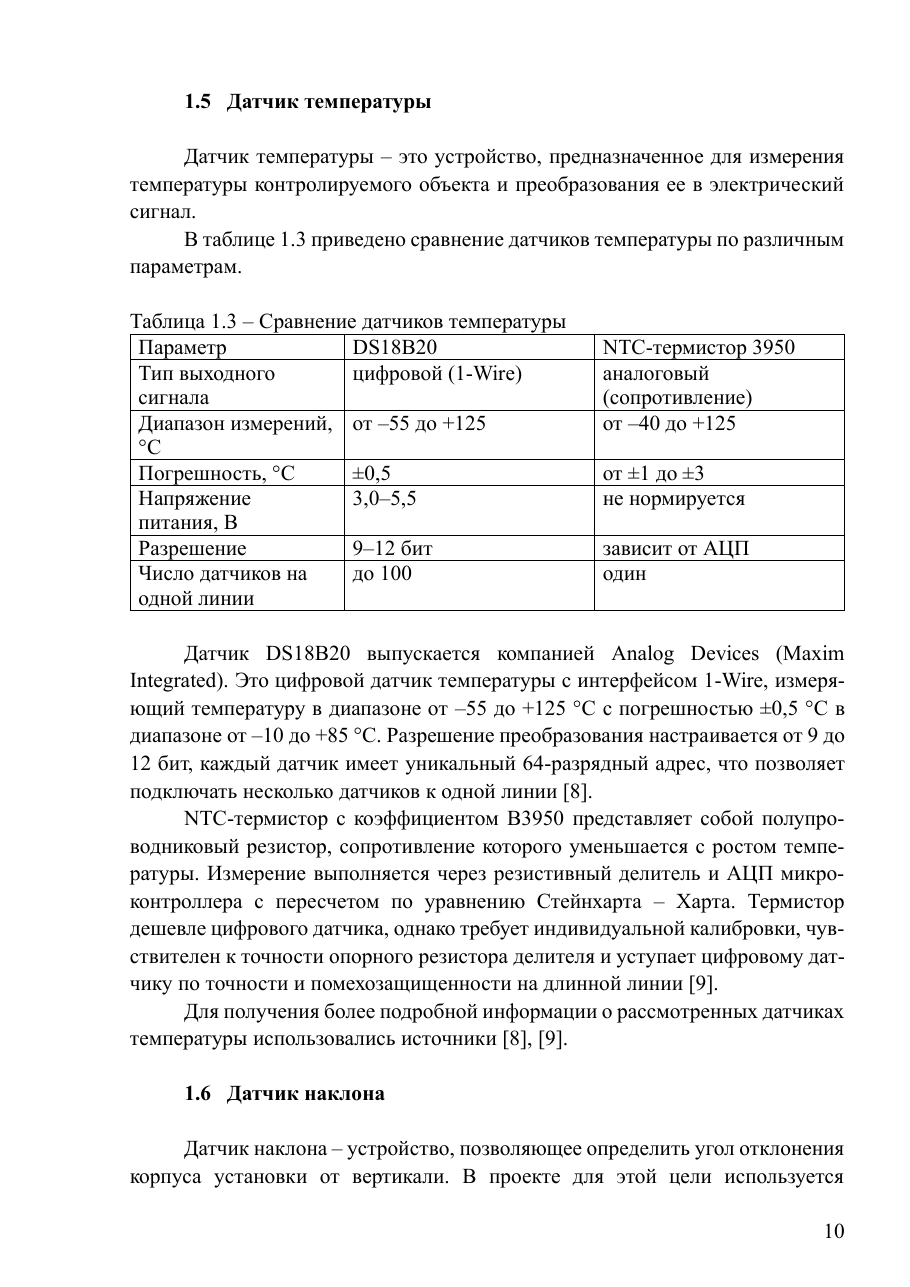 1.5 Датчик температуры
Датчик температуры – это устройство, предназначенное для измерения
температуры контролируемого объекта и преобразования ее в электрический
сигнал.
В таблице 1.3 приведено сравнение датчиков температуры по различным
параметрам.
Таблица 1.3 – Сравнение датчиков температуры
Параметр DS18B20 NTC-термистор 3950
Тип выходного цифровой (1-Wire) аналоговый
сигнала (сопротивление)
Диапазон измерений, от –55 до +125 от –40 до +125
°C
Погрешность, °C ±0,5 от ±1 до ±3
Напряжение 3,0–5,5 не нормируется
питания, В
Разрешение 9–12 бит зависит от АЦП
Число датчиков на до 100 один
одной линии
Датчик DS18B20 выпускается компанией Analog Devices (Maxim
Integrated). Это цифровой датчик температуры с интерфейсом 1-Wire, измеря-
ющий температуру в диапазоне от –55 до +125 °C с погрешностью ±0,5 °C в
диапазоне от –10 до +85 °C. Разрешение преобразования настраивается от 9 до
12 бит, каждый датчик имеет уникальный 64-разрядный адрес, что позволяет
подключать несколько датчиков к одной линии [8].
NTC-термистор с коэффициентом B3950 представляет собой полупро-
водниковый резистор, сопротивление которого уменьшается с ростом темпе-
ратуры. Измерение выполняется через резистивный делитель и АЦП микро-
контроллера с пересчетом по уравнению Стейнхарта – Харта. Термистор
дешевле цифрового датчика, однако требует индивидуальной калибровки, чув-
ствителен к точности опорного резистора делителя и уступает цифровому дат-
чику по точности и помехозащищенности на длинной линии [9].
Для получения более подробной информации о рассмотренных датчиках
температуры использовались источники [8], [9].
1.6 Датчик наклона
Датчик наклона – устройство, позволяющее определить угол отклонения
корпуса установки от вертикали. В проекте для этой цели используется
10